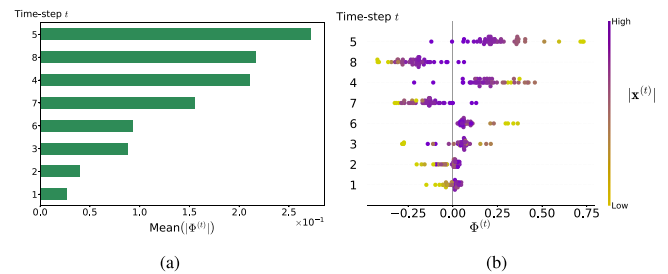 Time-step t
5
8
4
7
6
3
2
1
0.0 0.5 1.0 1.5 2.0 2.5
×10⁻¹
Mean(|Φ⁽ᵗ⁾|)
(a)
Time-step t
5
8
4
7
6
3
2
1
−0.25 0.00 0.25 0.50 0.75
Φ⁽ᵗ⁾
High
|x⁽ᵗ⁾|
Low
(b)